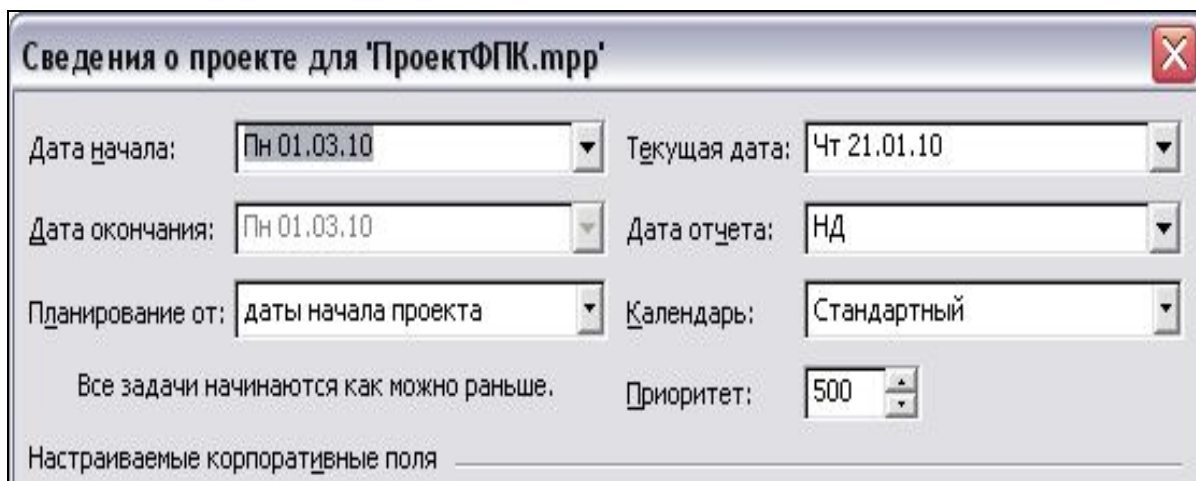 Сведения о проекте для 'ПроектФПК.mpp'
Дата начала: Пн 01.03.10 Текущая дата: Чт 21.01.10
Дата окончания: Пн 01.03.10 Дата отчета: НД
Планирование от: даты начала проекта Календарь: Стандартный
Все задачи начинаются как можно раньше. Приоритет: 500
Настраиваемые корпоративные поля